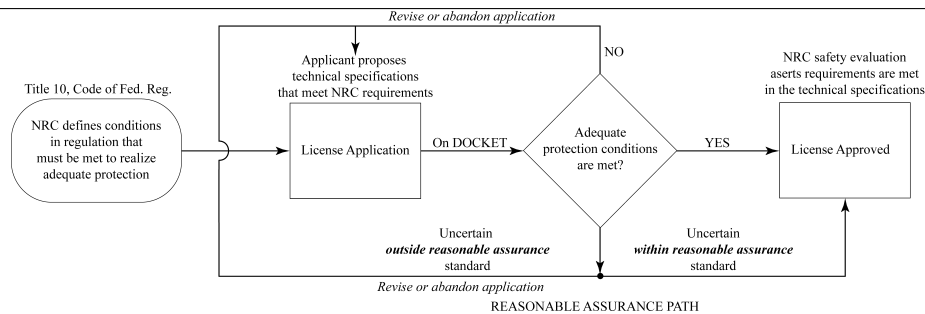 Revise or abandon application
NO
Applicant proposes
technical specifications
that meet NRC requirements
NRC safety evaluation
asserts requirements are met
in the technical specifications
Title 10, Code of Fed. Reg.
NRC defines conditions
in regulation that
must be met to realize
adequate protection
License Application
On DOCKET
Adequate
protection conditions
are met?
YES
License Approved
Uncertain
outside reasonable assurance
standard
Uncertain
within reasonable assurance
standard
Revise or abandon application
REASONABLE ASSURANCE PATH